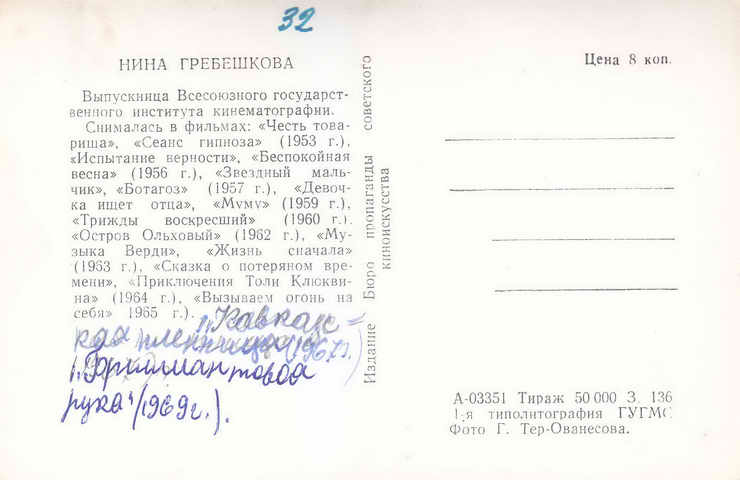 32
НИНА ГРЕБЕШКОВА
Выпускница Всесоюзного государст-
венного института кинематографии.
Снималась в фильмах: «Честь това-
рища», «Сеанс гипноза» (1953 г.),
«Испытание верности», «Беспокойная
весна» (1956 г.), «Звездный маль-
чик», «Ботагоз» (1957 г.), «Девоч-
ка ищет отца», «Муму» (1959 г.),
«Трижды воскресший» (1960 г.).
«Остров Ольховый» (1962 г.), «Му-
зыка Верди», «Жизнь сначала»
(1963 г.), «Сказка о потеряном вре-
мени», «Приключения Толи Клюкви-
на» (1964 г.), «Вызываем огонь на
себя» 1965 г.).
"Кавказ=
кая пленница" (1967г.)
"Бриллиантовая
рука" (1969г.).
Издание Бюро пропаганды советского
киноискусства
Цена 8 коп.
А-03351 Тираж 50 000 З. 136
1-я типолитография ГУГМС
Фото Г. Тер-Ованесова.